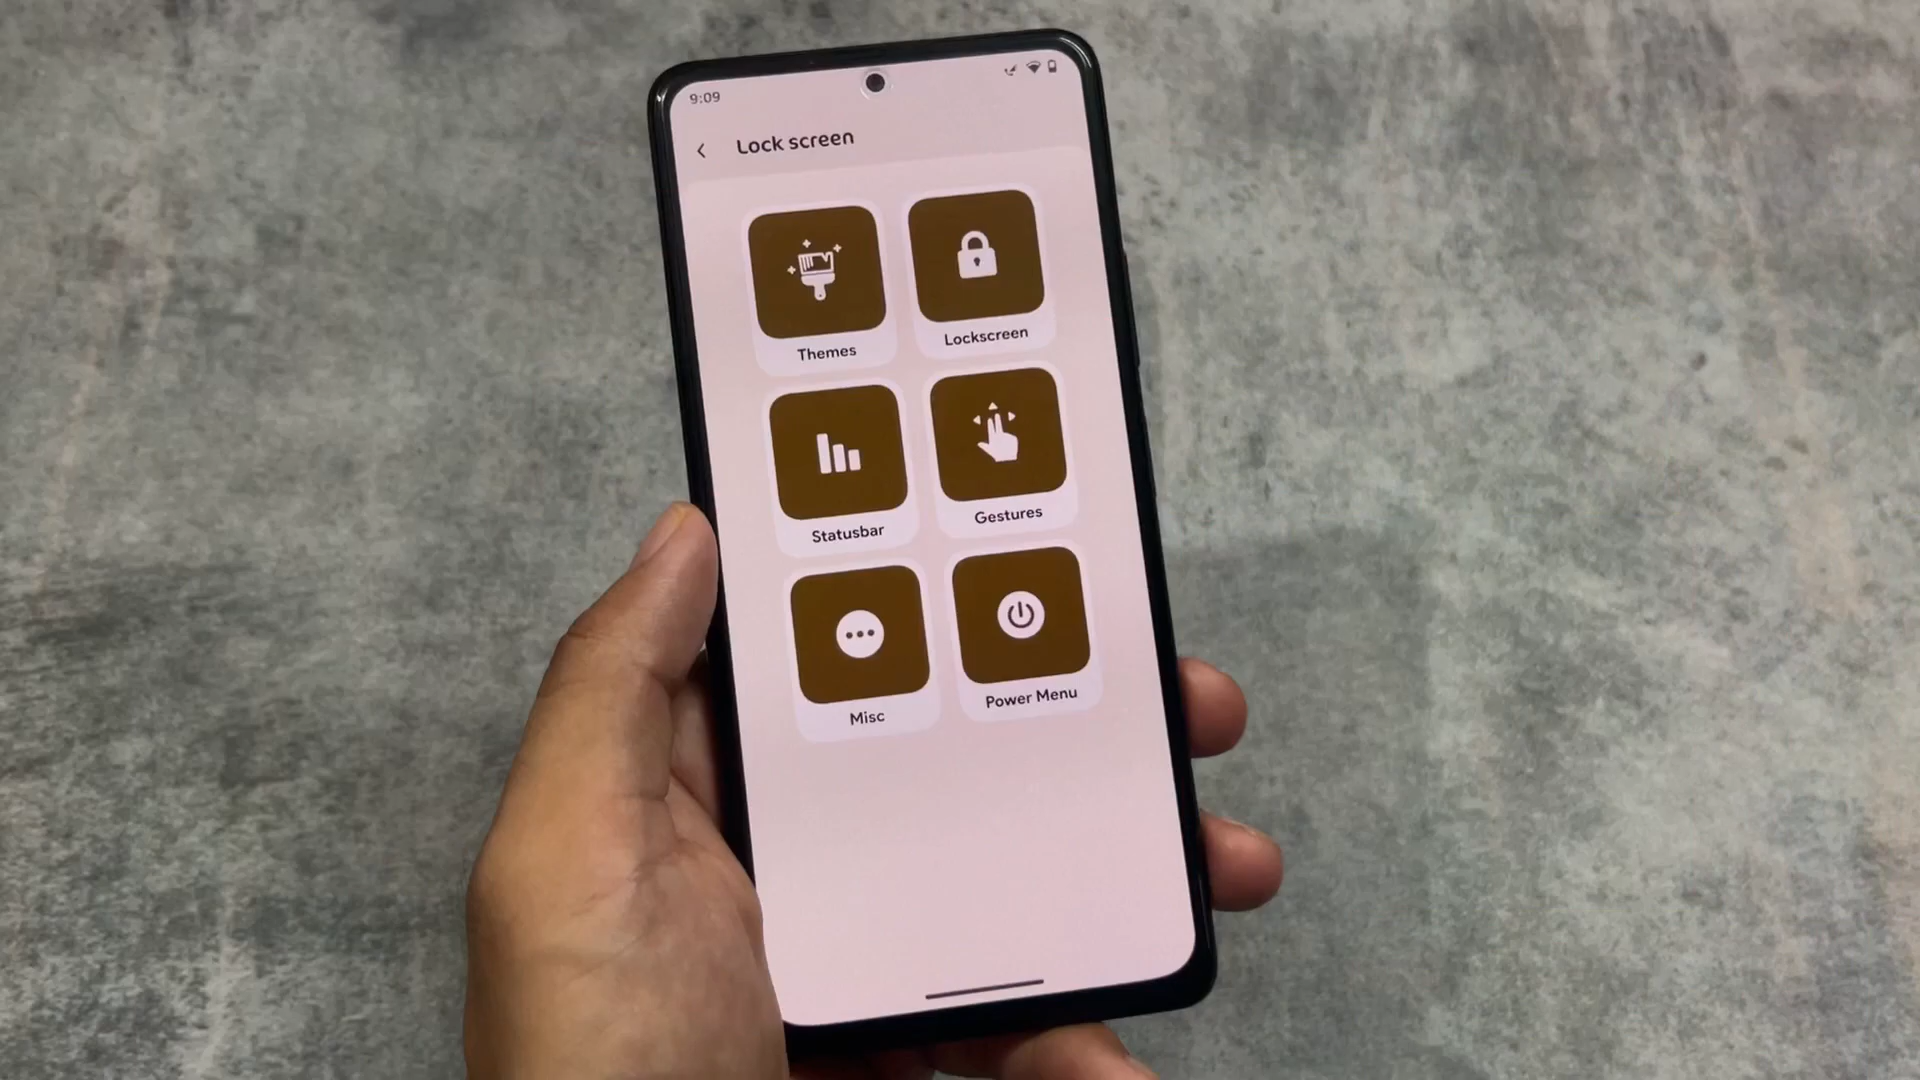 9:09
Lock screen
Themes
Lockscreen
Statusbar
Gestures
Misc
Power Menu